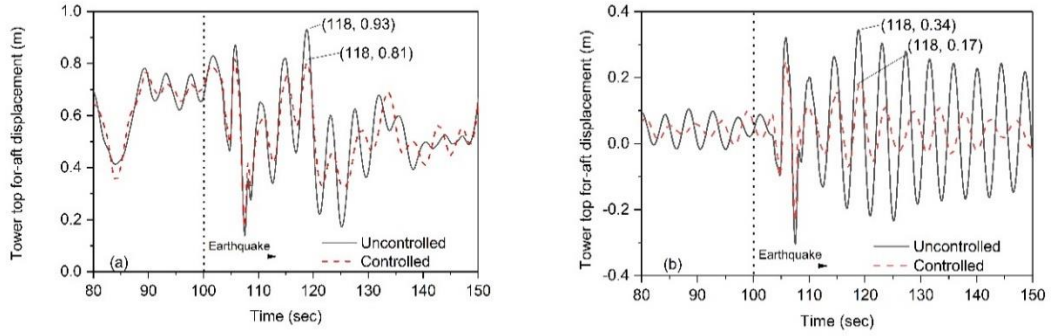 1.0
0.8
0.6
0.4
0.2
0.0
Tower top for-aft displacement (m)
(118, 0.93)
(118, 0.81)
Earthquake
(a)
Uncontrolled
Controlled
80 90 100 110 120 130 140 150
Time (sec)
0.4
0.2
0.0
-0.2
-0.4
Tower top for-aft displacement (m)
(118, 0.34)
(118, 0.17)
Earthquake
(b)
Uncontrolled
Controlled
80 90 100 110 120 130 140 150
Time (sec)